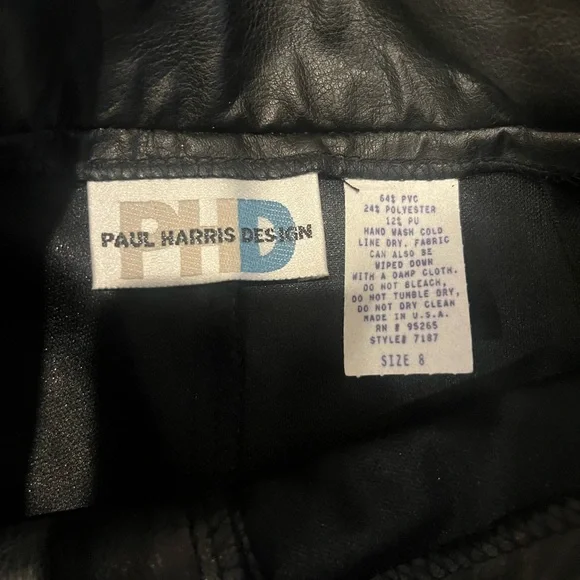 PHD
PAUL HARRIS DESIGN
64% PVC
24% POLYESTER
12% PU
HAND WASH COLD
LINE DRY. FABRIC
CAN ALSO BE
WIPED DOWN
WITH A DAMP CLOTH.
DO NOT BLEACH,
DO NOT TUMBLE DRY,
DO NOT DRY CLEAN
MADE IN U.S.A.
RN # 95265
STYLE# 7187
SIZE 8